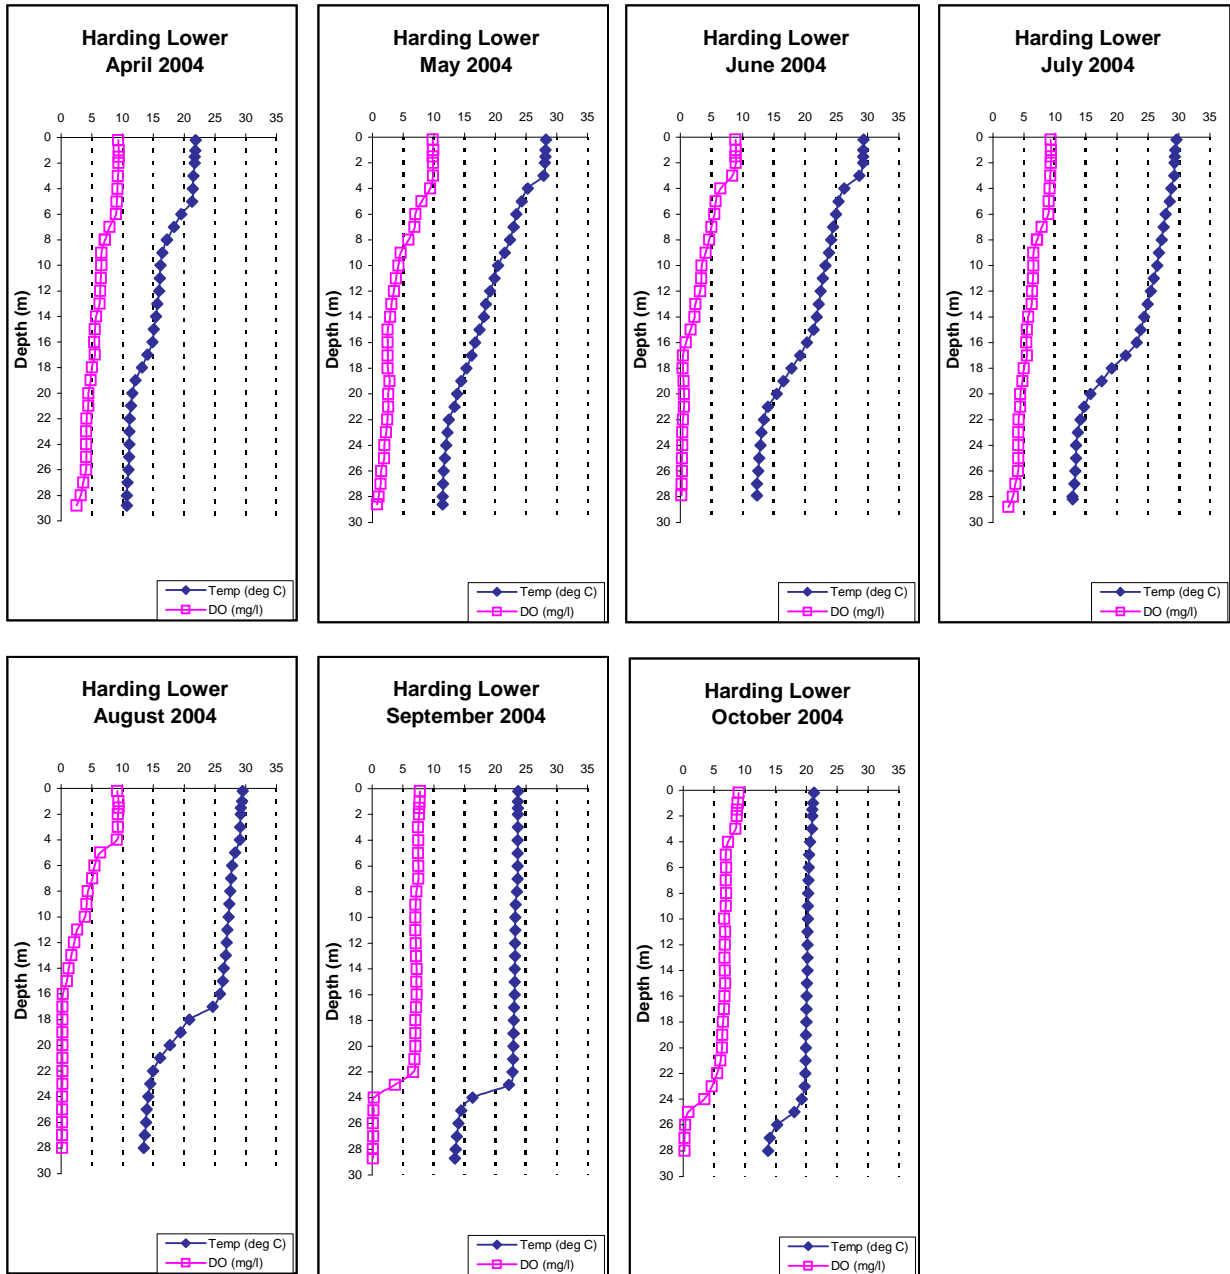 Harding Lower
April 2004
0 5 10 15 20 25 30 35
0
2
4
6
8
10
12
14
16
18
20
22
24
26
28
30
Depth (m)
Temp (deg C)
DO (mg/l)
Harding Lower
May 2004
0 5 10 15 20 25 30 35
0
2
4
6
8
10
12
14
16
18
20
22
24
26
28
30
Depth (m)
Temp (deg C)
DO (mg/l)
Harding Lower
June 2004
0 5 10 15 20 25 30 35
0
2
4
6
8
10
12
14
16
18
20
22
24
26
28
30
Depth (m)
Temp (deg C)
DO (mg/l)
Harding Lower
July 2004
0 5 10 15 20 25 30 35
0
2
4
6
8
10
12
14
16
18
20
22
24
26
28
30
Depth (m)
Temp (deg C)
DO (mg/l)
Harding Lower
August 2004
0 5 10 15 20 25 30 35
0
2
4
6
8
10
12
14
16
18
20
22
24
26
28
30
Depth (m)
Temp (deg C)
DO (mg/l)
Harding Lower
September 2004
0 5 10 15 20 25 30 35
0
2
4
6
8
10
12
14
16
18
20
22
24
26
28
30
Depth (m)
Temp (deg C)
DO (mg/l)
Harding Lower
October 2004
0 5 10 15 20 25 30 35
0
2
4
6
8
10
12
14
16
18
20
22
24
26
28
30
Depth (m)
Temp (deg C)
DO (mg/l)